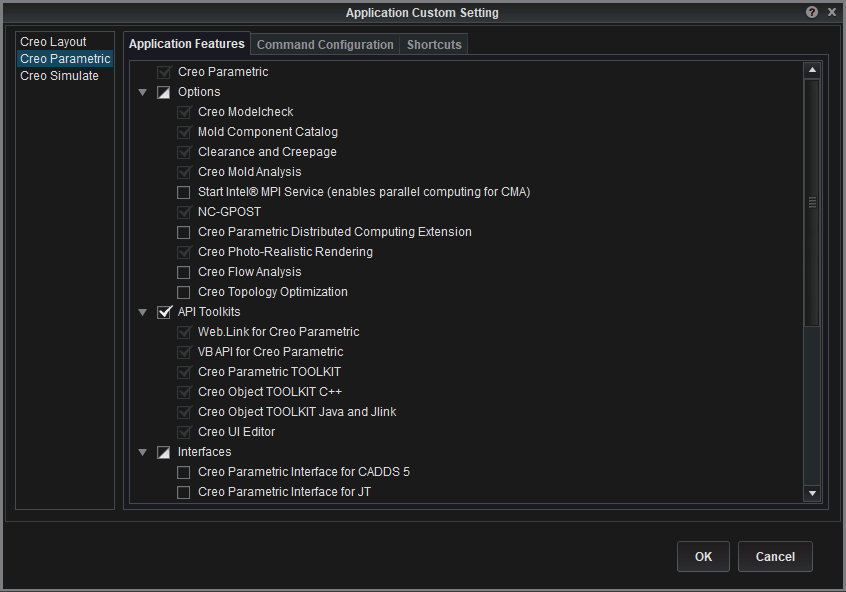 Application Custom Setting
Creo Layout
Creo Parametric
Creo Simulate
Application Features
Command Configuration
Shortcuts
Creo Parametric
Options
Creo Modelcheck
Mold Component Catalog
Clearance and Creepage
Creo Mold Analysis
Start Intel® MPI Service (enables parallel computing for CMA)
NC-GPOST
Creo Parametric Distributed Computing Extension
Creo Photo-Realistic Rendering
Creo Flow Analysis
Creo Topology Optimization
API Toolkits
Web.Link for Creo Parametric
VB API for Creo Parametric
Creo Parametric TOOLKIT
Creo Object TOOLKIT C++
Creo Object TOOLKIT Java and Jlink
Creo UI Editor
Interfaces
Creo Parametric Interface for CADDS 5
Creo Parametric Interface for JT
OK
Cancel